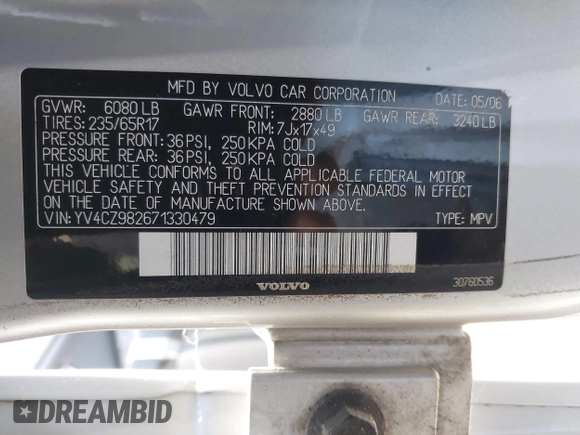 MFD BY VOLVO CAR CORPORATION DATE: 05/06
GVWR: 6080 LB GAWR FRONT: 2880 LB GAWR REAR: 3240 LB
TIRES: 235/65R17 RIM: 7Jx17x49
PRESSURE FRONT: 36 PSI, 250 KPA COLD
PRESSURE REAR: 36 PSI, 250 KPA COLD
THIS VEHICLE CONFORMS TO ALL APPLICABLE FEDERAL MOTOR
VEHICLE SAFETY AND THEFT PREVENTION STANDARDS IN EFFECT
ON THE DATE OF MANUFACTURE SHOWN ABOVE.
VIN: YV4CZ982671330479 TYPE: MPV
VOLVO 30760536
DREAMBID